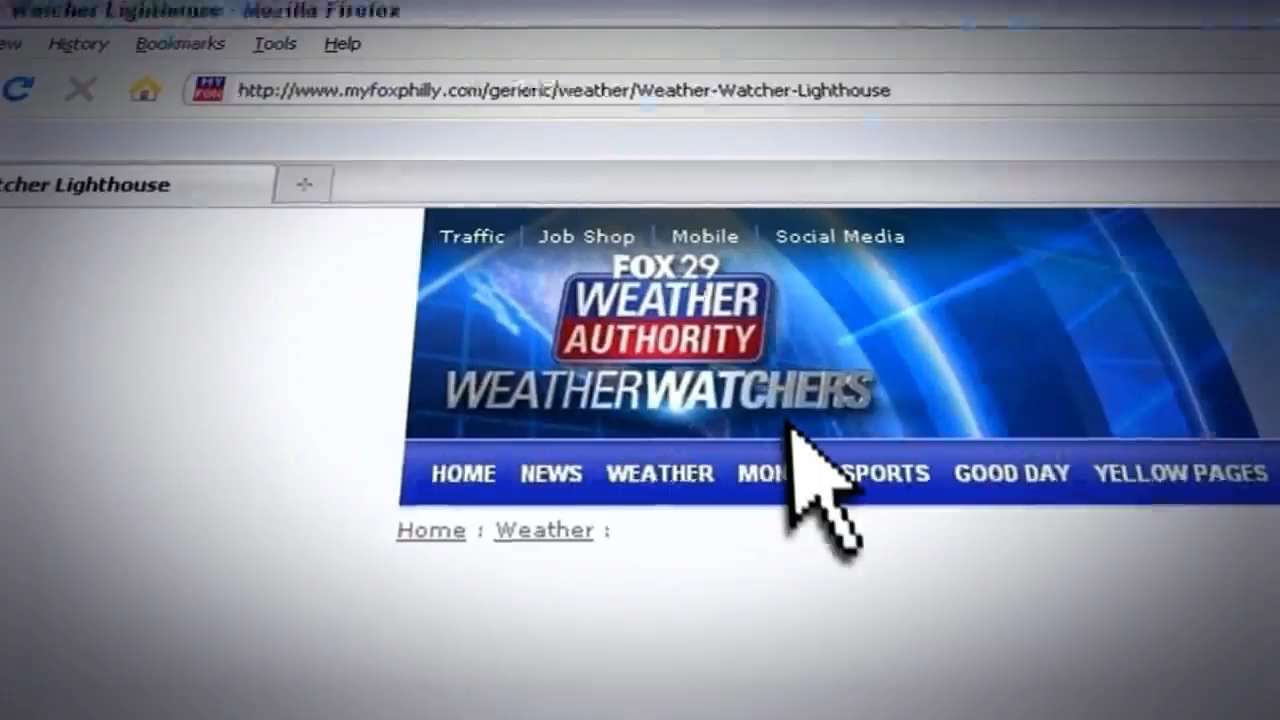 Watcher Lighthouse - Mozilla Firefox
ew History Bookmarks Tools Help
MY FOX http://www.myfoxphilly.com/generic/weather/Weather-Watcher-Lighthouse
tcher Lighthouse
Traffic | Job Shop | Mobile | Social Media
FOX 29
WEATHER
AUTHORITY
WEATHERWATCHERS
HOME NEWS WEATHER MON SPORTS GOOD DAY YELLOW PAGES
Home : Weather :